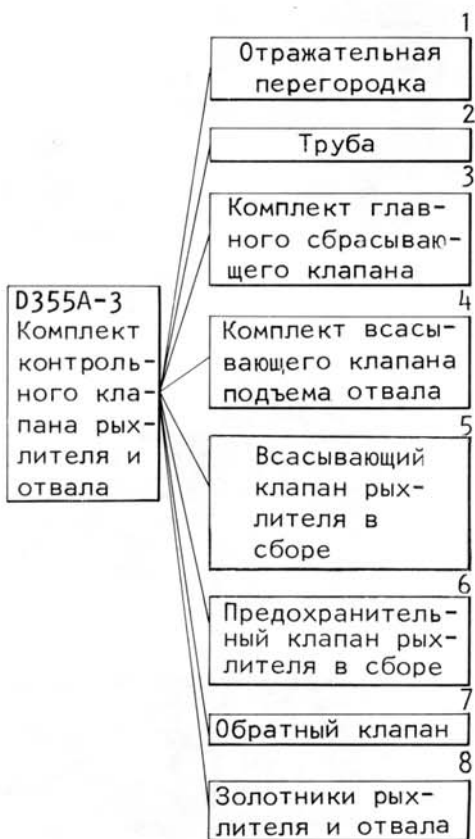 1
Отражательная
перегородка
2
Труба
3
Комплект глав-
ного сбрасываю-
щего клапана
D355A-3
Комплект
контроль-
ного кла-
пана рых-
лителя и
отвала
4
Комплект всасы-
вающего клапана
подъема отвала
5
Всасывающий
клапан рых-
лителя в
сборе
6
Предохранитель-
ный клапан рых-
лителя в сборе
7
Обратный клапан
8
Золотники рых-
лителя и отвала